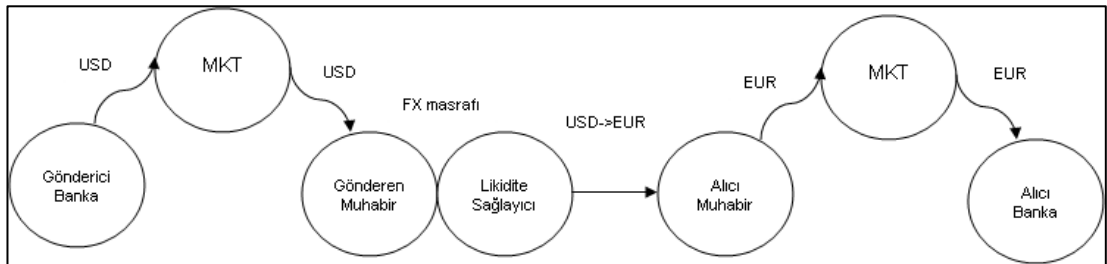 USD
MKT
USD
FX masrafı
USD->EUR
EUR
MKT
EUR
Gönderici
Banka
Gönderen
Muhabir
Likidite
Sağlayıcı
Alıcı
Muhabir
Alıcı
Banka